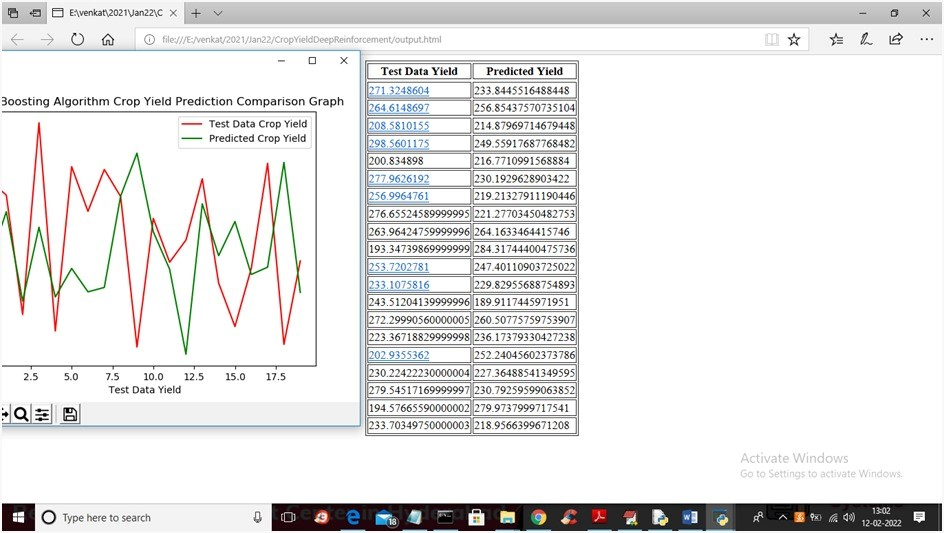 E:\venkat\2021\Jan22\C
file:///E:/venkat/2021/Jan22/CropYieldDeepReinforcement/output.html
Boosting Algorithm Crop Yield Prediction Comparison Graph
Test Data Crop Yield
Predicted Crop Yield
2.5 5.0 7.5 10.0 12.5 15.0 17.5
Test Data Yield
Test Data Yield Predicted Yield
271.3248604 233.8445516488448
264.6148697 256.85437570735104
208.5810155 214.87969714679448
298.5601175 249.55917687768482
200.834898 216.7710991568884
277.9626192 230.1929628903422
256.9964761 219.21327911190446
276.65524589999995 221.27703450482753
263.96424759999996 264.1633464415746
193.34739869999999 284.31744400475736
253.7202781 247.40110903725022
233.1075816 229.82955688754893
243.51204139999996 189.9117445971951
272.29990560000005 260.50775759753907
223.36718829999998 236.17379330427238
202.9355362 252.24045602373786
230.22422230000004 227.36488541349595
279.54517169999997 230.79259599063852
194.57665590000002 279.9737999717541
233.70349750000003 218.9566399671208
Activate Windows
Go to Settings to activate Windows.
Type here to search
18
13:02
12-02-2022